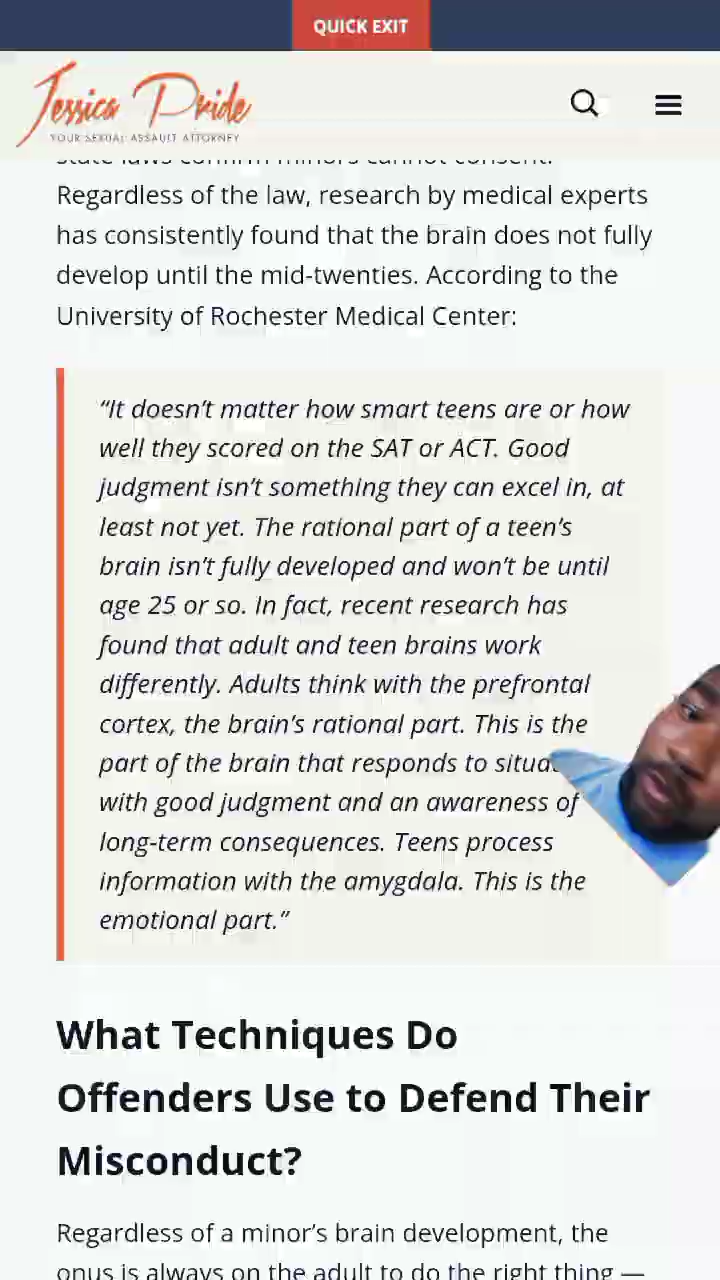 QUICK EXIT
Jessica Pride
YOUR SEXUAL ASSAULT ATTORNEY
state laws confirm minors cannot consent.
Regardless of the law, research by medical experts
has consistently found that the brain does not fully
develop until the mid-twenties. According to the
University of Rochester Medical Center:
“It doesn’t matter how smart teens are or how
well they scored on the SAT or ACT. Good
judgment isn’t something they can excel in, at
least not yet. The rational part of a teen’s
brain isn’t fully developed and won’t be until
age 25 or so. In fact, recent research has
found that adult and teen brains work
differently. Adults think with the prefrontal
cortex, the brain’s rational part. This is the
part of the brain that responds to
with good judgment and an awareness of
long-term consequences. Teens process
information with the amygdala. This is the
emotional part.”
What Techniques Do
Offenders Use to Defend Their
Misconduct?
Regardless of a minor’s brain development, the
onus is always on the adult to do the right thing —